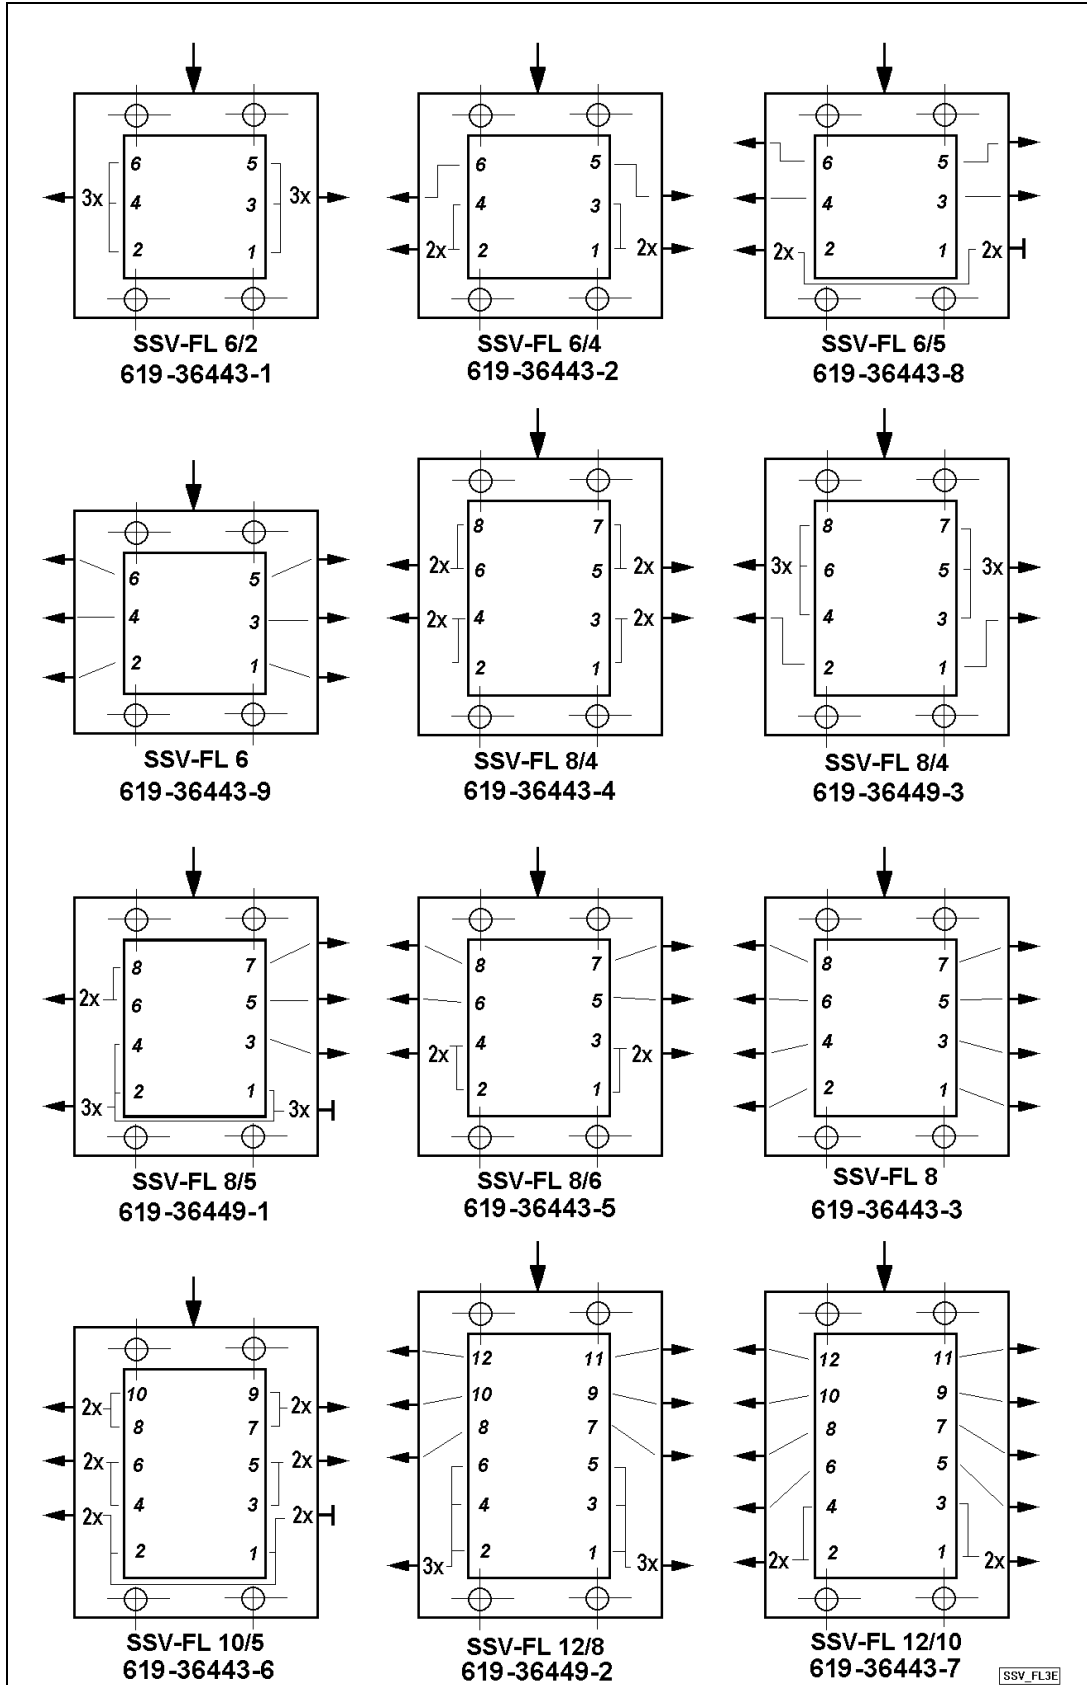 6 5
3x 4 3 3x
2 1
SSV-FL 6/2
619-36443-1
6 5
4 3
2x 2 1 2x
SSV-FL 6/4
619-36443-2
6 5
4 3
2x 2 1 2x
SSV-FL 6/5
619-36443-8
6 5
4 3
2 1
SSV-FL 6
619-36443-9
8 7
2x 6 5 2x
2x 4 3 2x
2 1
SSV-FL 8/4
619-36443-4
8 7
3x 6 5 3x
4 3
2 1
SSV-FL 8/4
619-36449-3
8 7
2x 6 5
4 3
3x 2 1 3x
SSV-FL 8/5
619-36449-1
8 7
6 5
2x 4 3 2x
2 1
SSV-FL 8/6
619-36443-5
8 7
6 5
4 3
2 1
SSV-FL 8
619-36443-3
10 9
2x 8 7 2x
2x 6 5 2x
2x 4 3 2x
2 1
SSV-FL 10/5
619-36443-6
12 11
10 9
8 7
6 5
4 3
3x 2 1 3x
SSV-FL 12/8
619-36449-2
12 11
10 9
8 7
6 5
4 3
2x 2 1 2x
SSV-FL 12/10
619-36443-7
SSV_FL3E